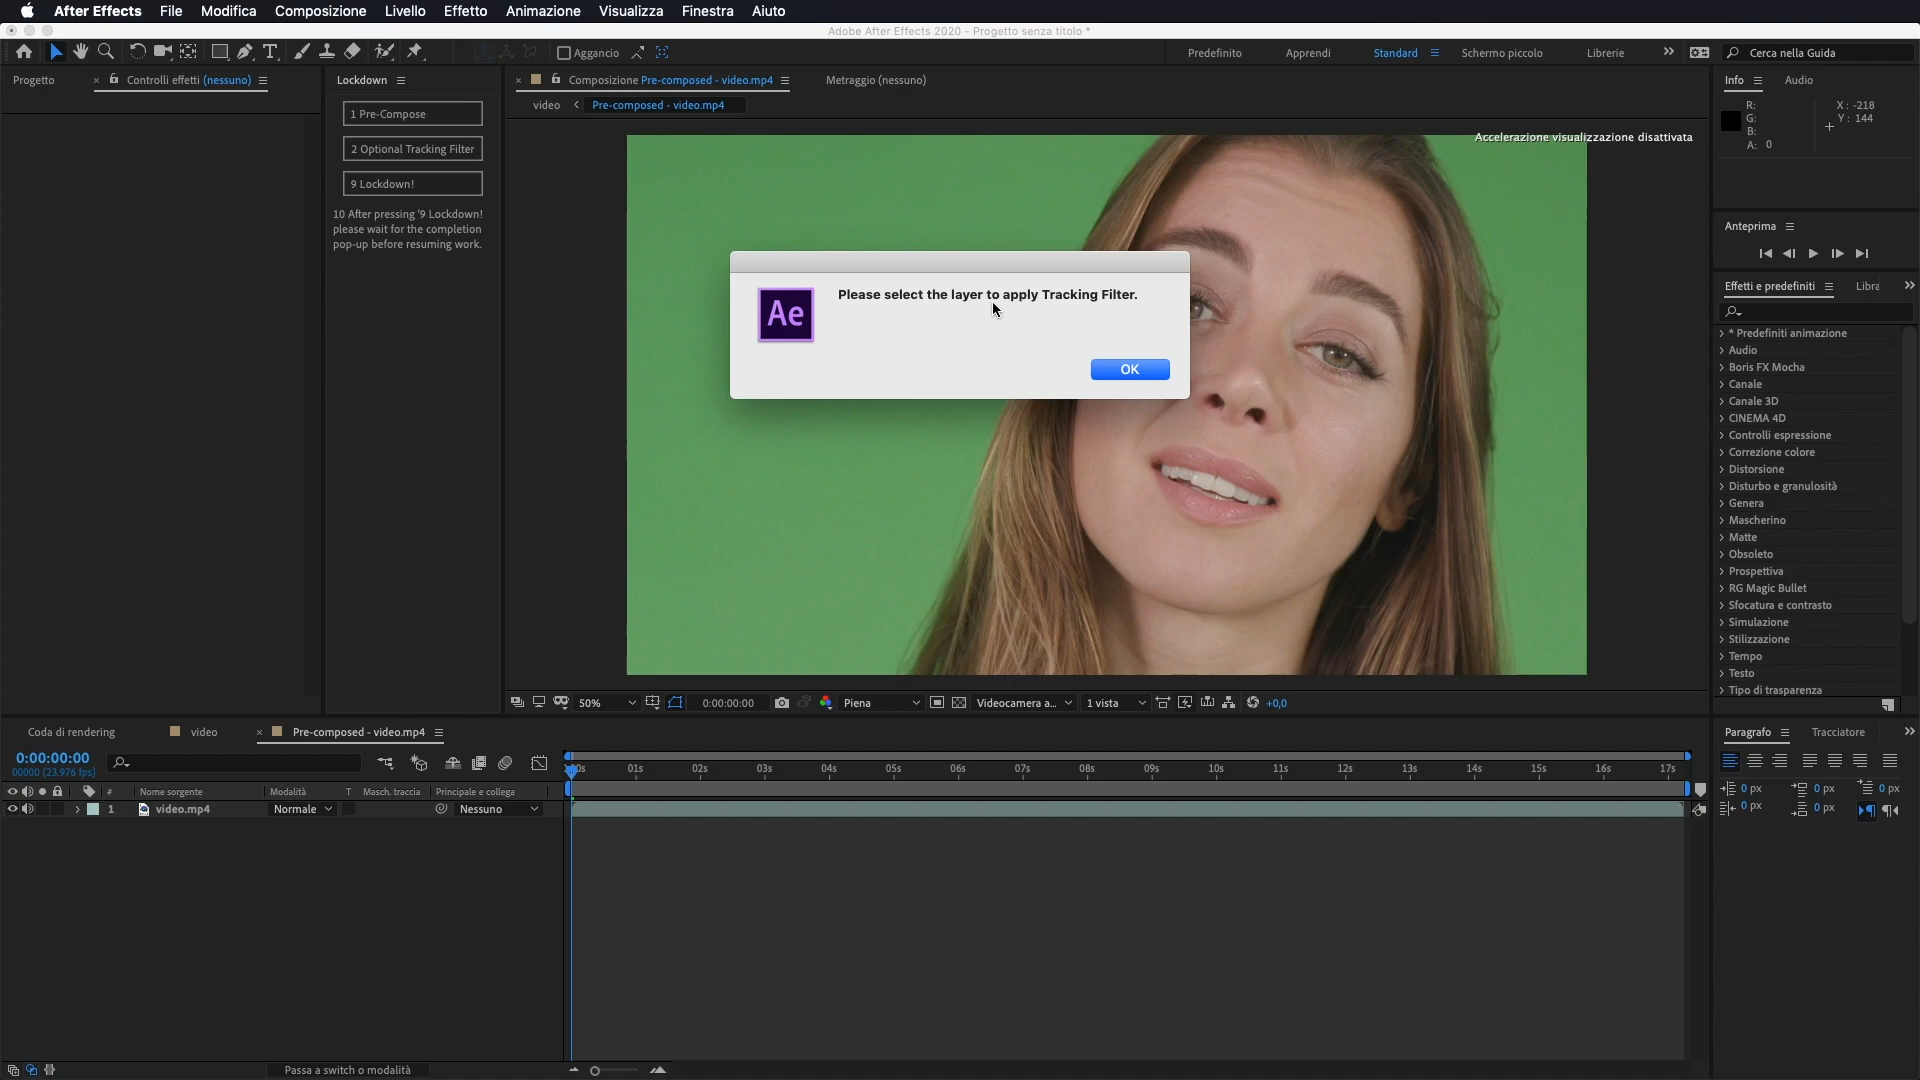 After Effects File Modifica Composizione Livello Effetto Animazione Visualizza Finestra Aiuto
Adobe After Effects 2020 - Progetto senza titolo *
Aggancio
Predefinito Apprendi Standard Schermo piccolo Librerie
Cerca nella Guida
Progetto
Controlli effetti (nessuno)
Lockdown
Composizione Pre-composed - video.mp4
Metraggio (nessuno)
Info
Audio
video
Pre-composed - video.mp4
1 Pre-Compose
2 Optional Tracking Filter
9 Lockdown!
10 After pressing '9 Lockdown!
please wait for the completion
pop-up before resuming work.
Accelerazione visualizzazione disattivata
Please select the layer to apply Tracking Filter.
Ae
OK
R:
G:
B:
A: 0
X: -218
Y: 144
Anteprima
Effetti e predefiniti
Libra
* Predefiniti animazione
Audio
Boris FX Mocha
Canale
Canale 3D
CINEMA 4D
Controlli espressione
Correzione colore
Distorsione
Disturbo e granulosità
Genera
Mascherino
Matte
Obsoleto
Prospettiva
RG Magic Bullet
Sfocatura e contrasto
Simulazione
Stilizzazione
Tempo
Testo
Tipo di trasparenza
50%
0:00:00:00
Piena
Videocamera a...
1 vista
+0,0
Coda di rendering
video
Pre-composed - video.mp4
0:00:00:00
00000 (23.976 fps)
01s 02s 03s 04s 05s 06s 07s 08s 09s 10s 11s 12s 13s 14s 15s 16s 17s
# Nome sorgente Modalità T Masch. traccia Principale e collega
1 video.mp4 Normale Nessuno
Paragrafo
Tracciatore
0 px 0 px 0 px
0 px 0 px
Passa a switch o modalità